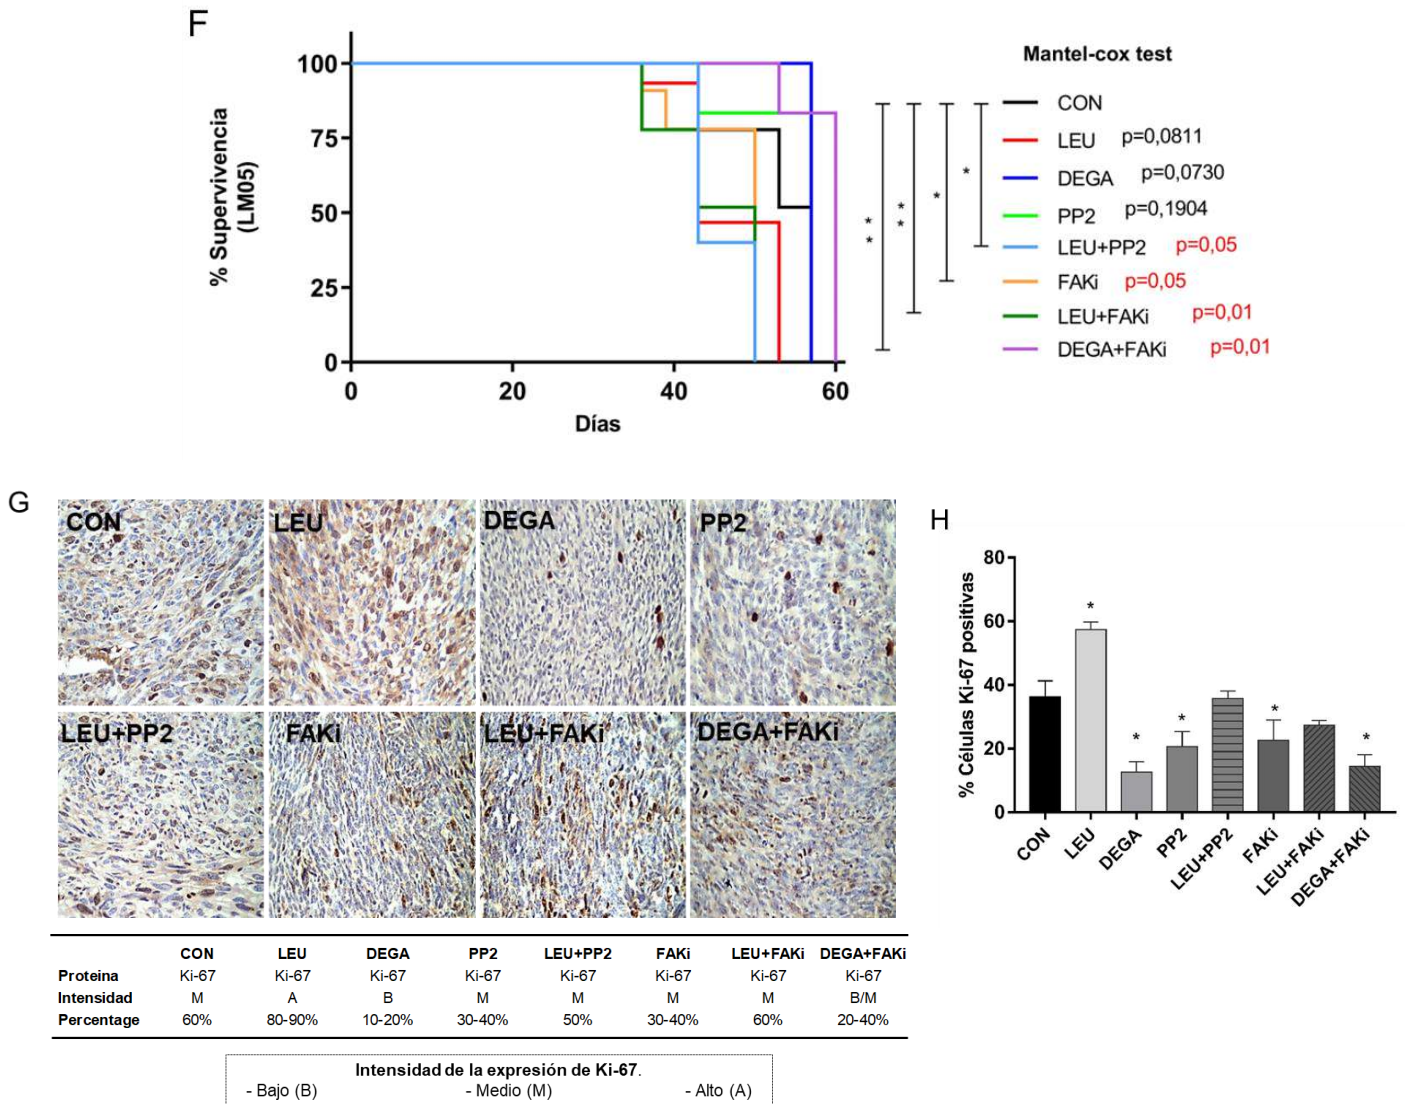 F
Mantel-cox test
% Supervivencia
(LM05)
100
75
50
25
0
0 20 40 60
Días
* *
* *
*
*
CON
LEU p=0,0811
DEGA p=0,0730
PP2 p=0,1904
LEU+PP2 p=0,05
FAKi p=0,05
LEU+FAKi p=0,01
DEGA+FAKi p=0,01
G
CON LEU DEGA PP2
LEU+PP2 FAKi LEU+FAKi DEGA+FAKi
CON LEU DEGA PP2 LEU+PP2 FAKi LEU+FAKi DEGA+FAKi
Proteina Ki-67 Ki-67 Ki-67 Ki-67 Ki-67 Ki-67 Ki-67 Ki-67
Intensidad M A B M M M M B/M
Percentage 60% 80-90% 10-20% 30-40% 50% 30-40% 60% 20-40%
Intensidad de la expresión de Ki-67.
- Bajo (B) - Medio (M) - Alto (A)
H
% Células Ki-67 positivas
80
60
40
20
0
* * * * *
CON LEU DEGA PP2 LEU+PP2 FAKi LEU+FAKi DEGA+FAKi